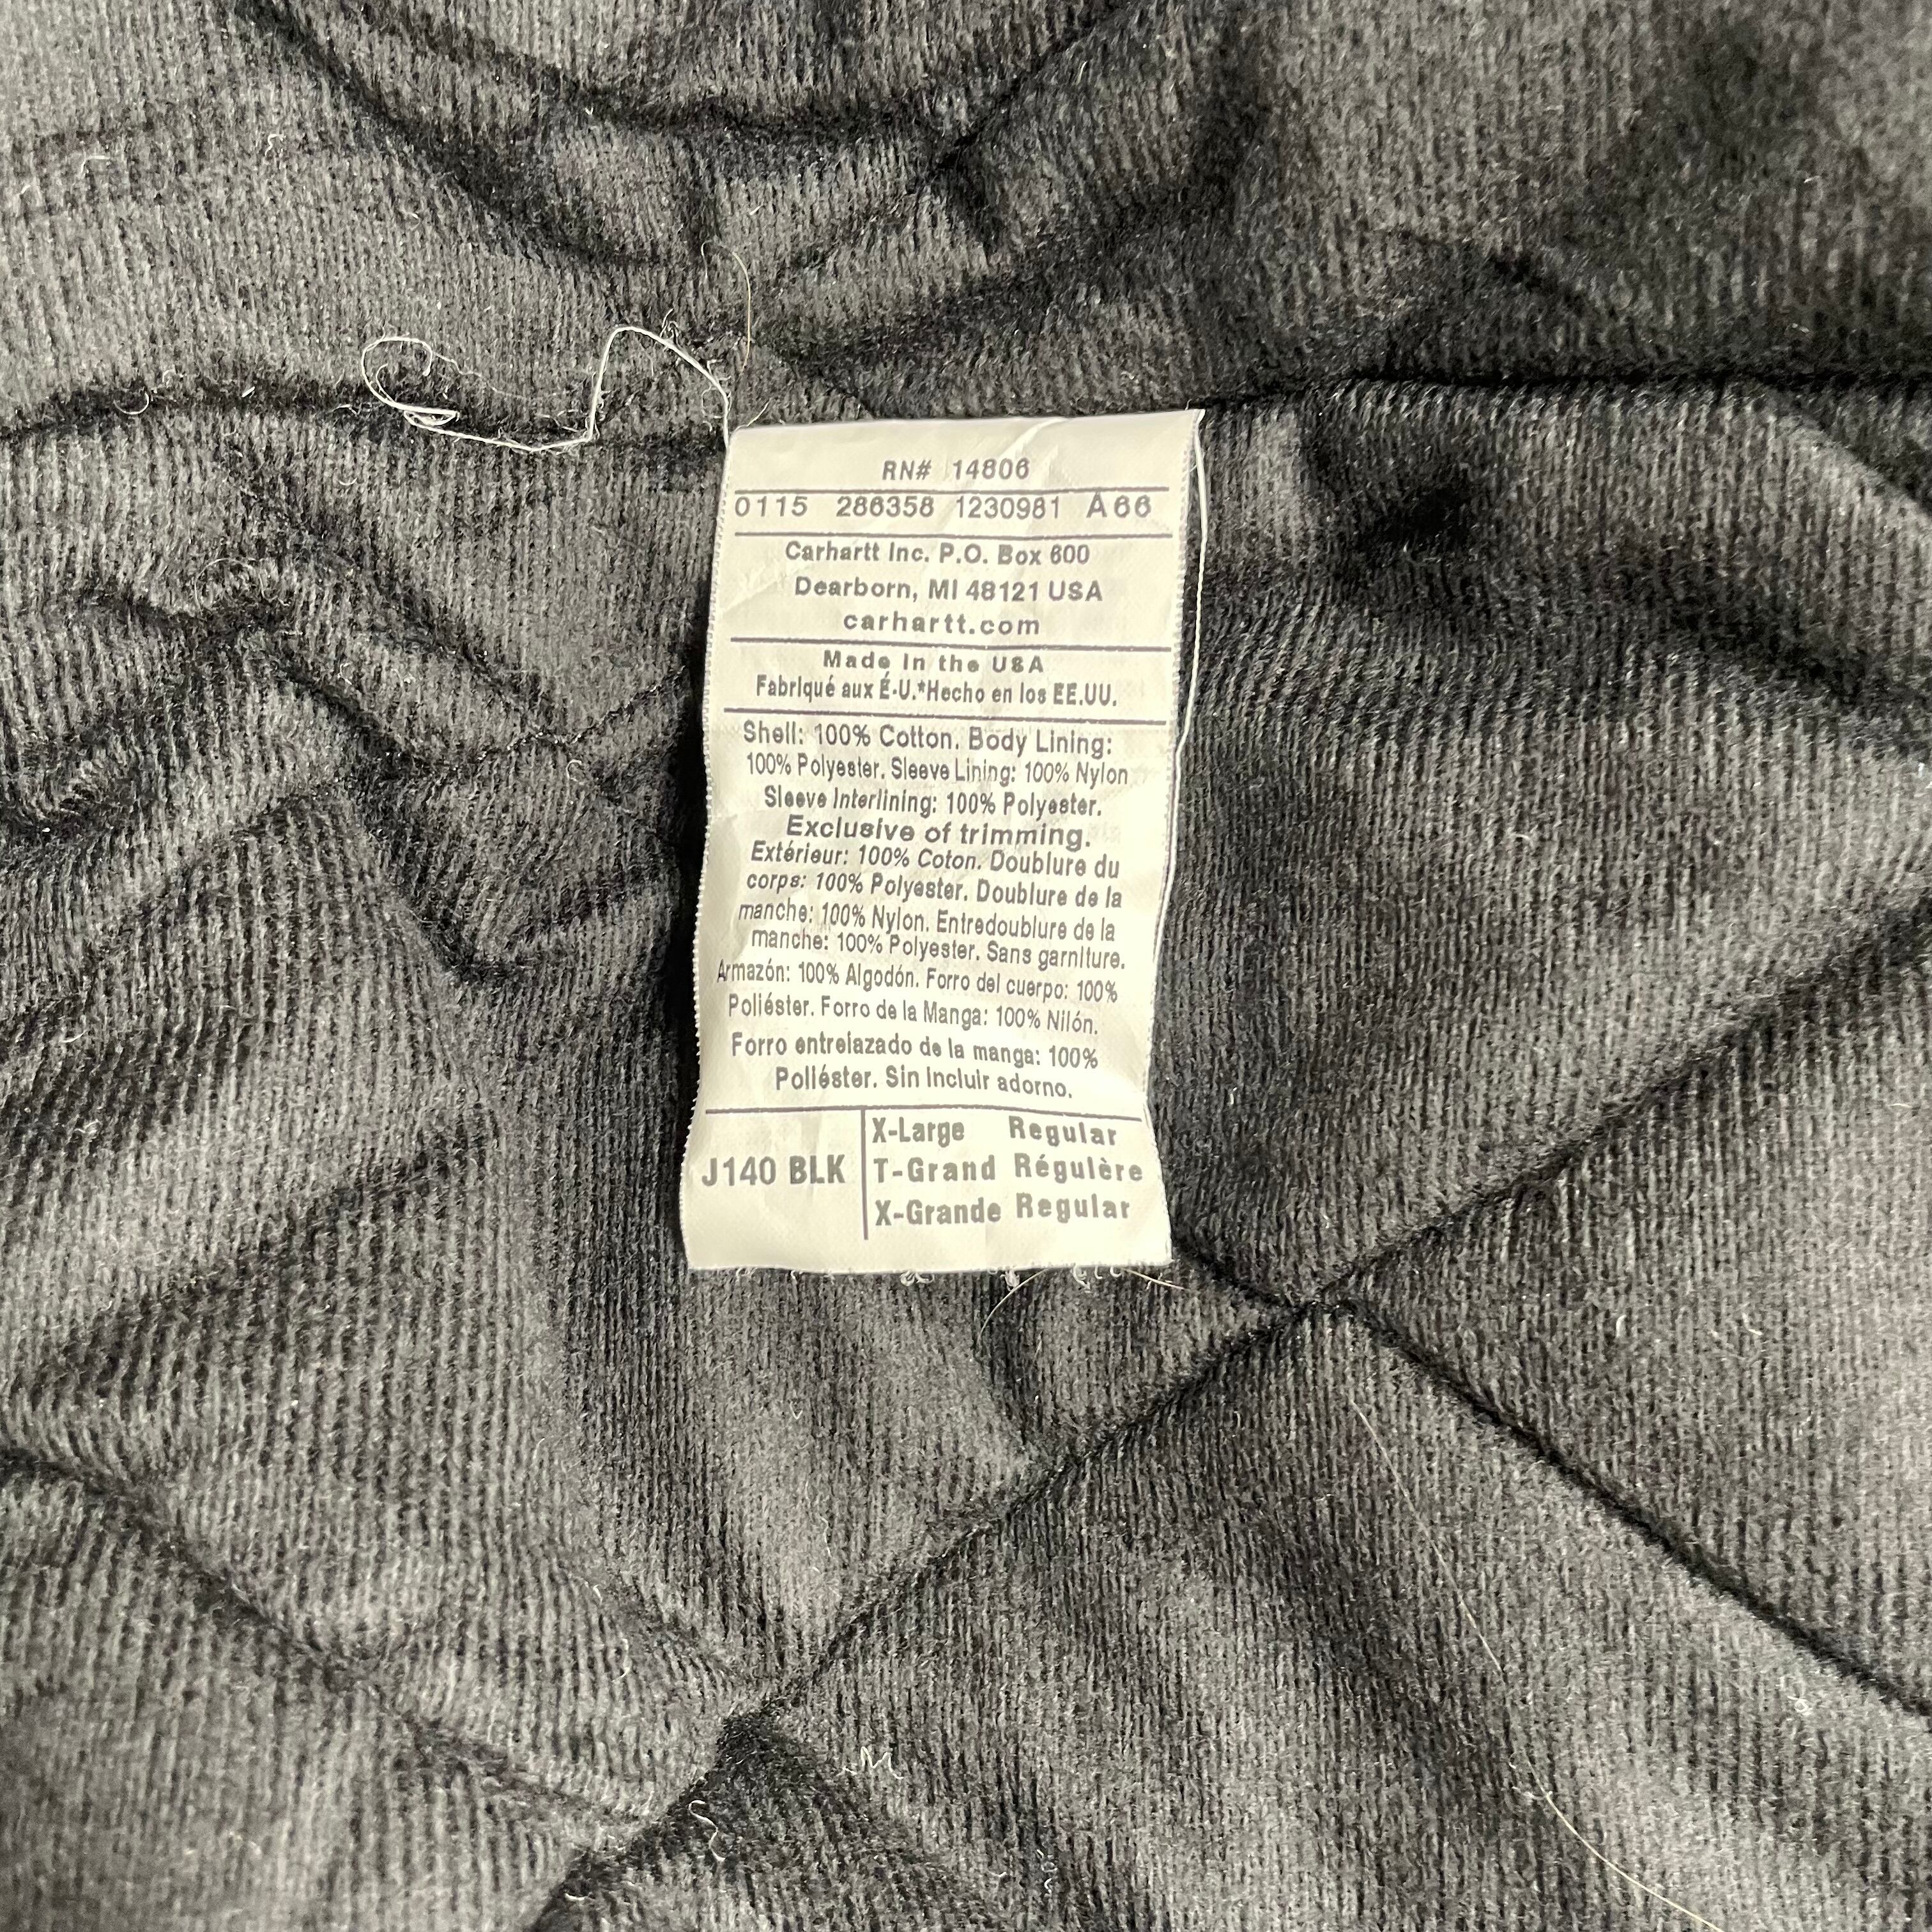 RN# 14806
0115 286358 1230981 A66
Carhartt Inc. P.O. Box 600
Dearborn, MI 48121 USA
carhartt.com
Made In the USA
Fabriqué aux É-U.*Hecho en los EE.UU.
Shell: 100% Cotton. Body Lining:
100% Polyester. Sleeve Lining: 100% Nylon
Sleeve Interlining: 100% Polyester.
Exclusive of trimming.
Extérieur: 100% Coton. Doublure du
corps: 100% Polyester. Doublure de la
manche: 100% Nylon. Entredoublure de la
manche: 100% Polyester. Sans garniture.
Armazón: 100% Algodón. Forro del cuerpo: 100%
Poliéster. Forro de la Manga: 100% Nilón.
Forro entrelazado de la manga: 100%
Poliéster. Sin Incluir adorno.
X-Large Regular
J140 BLK T-Grand Régulère
X-Grande Regular